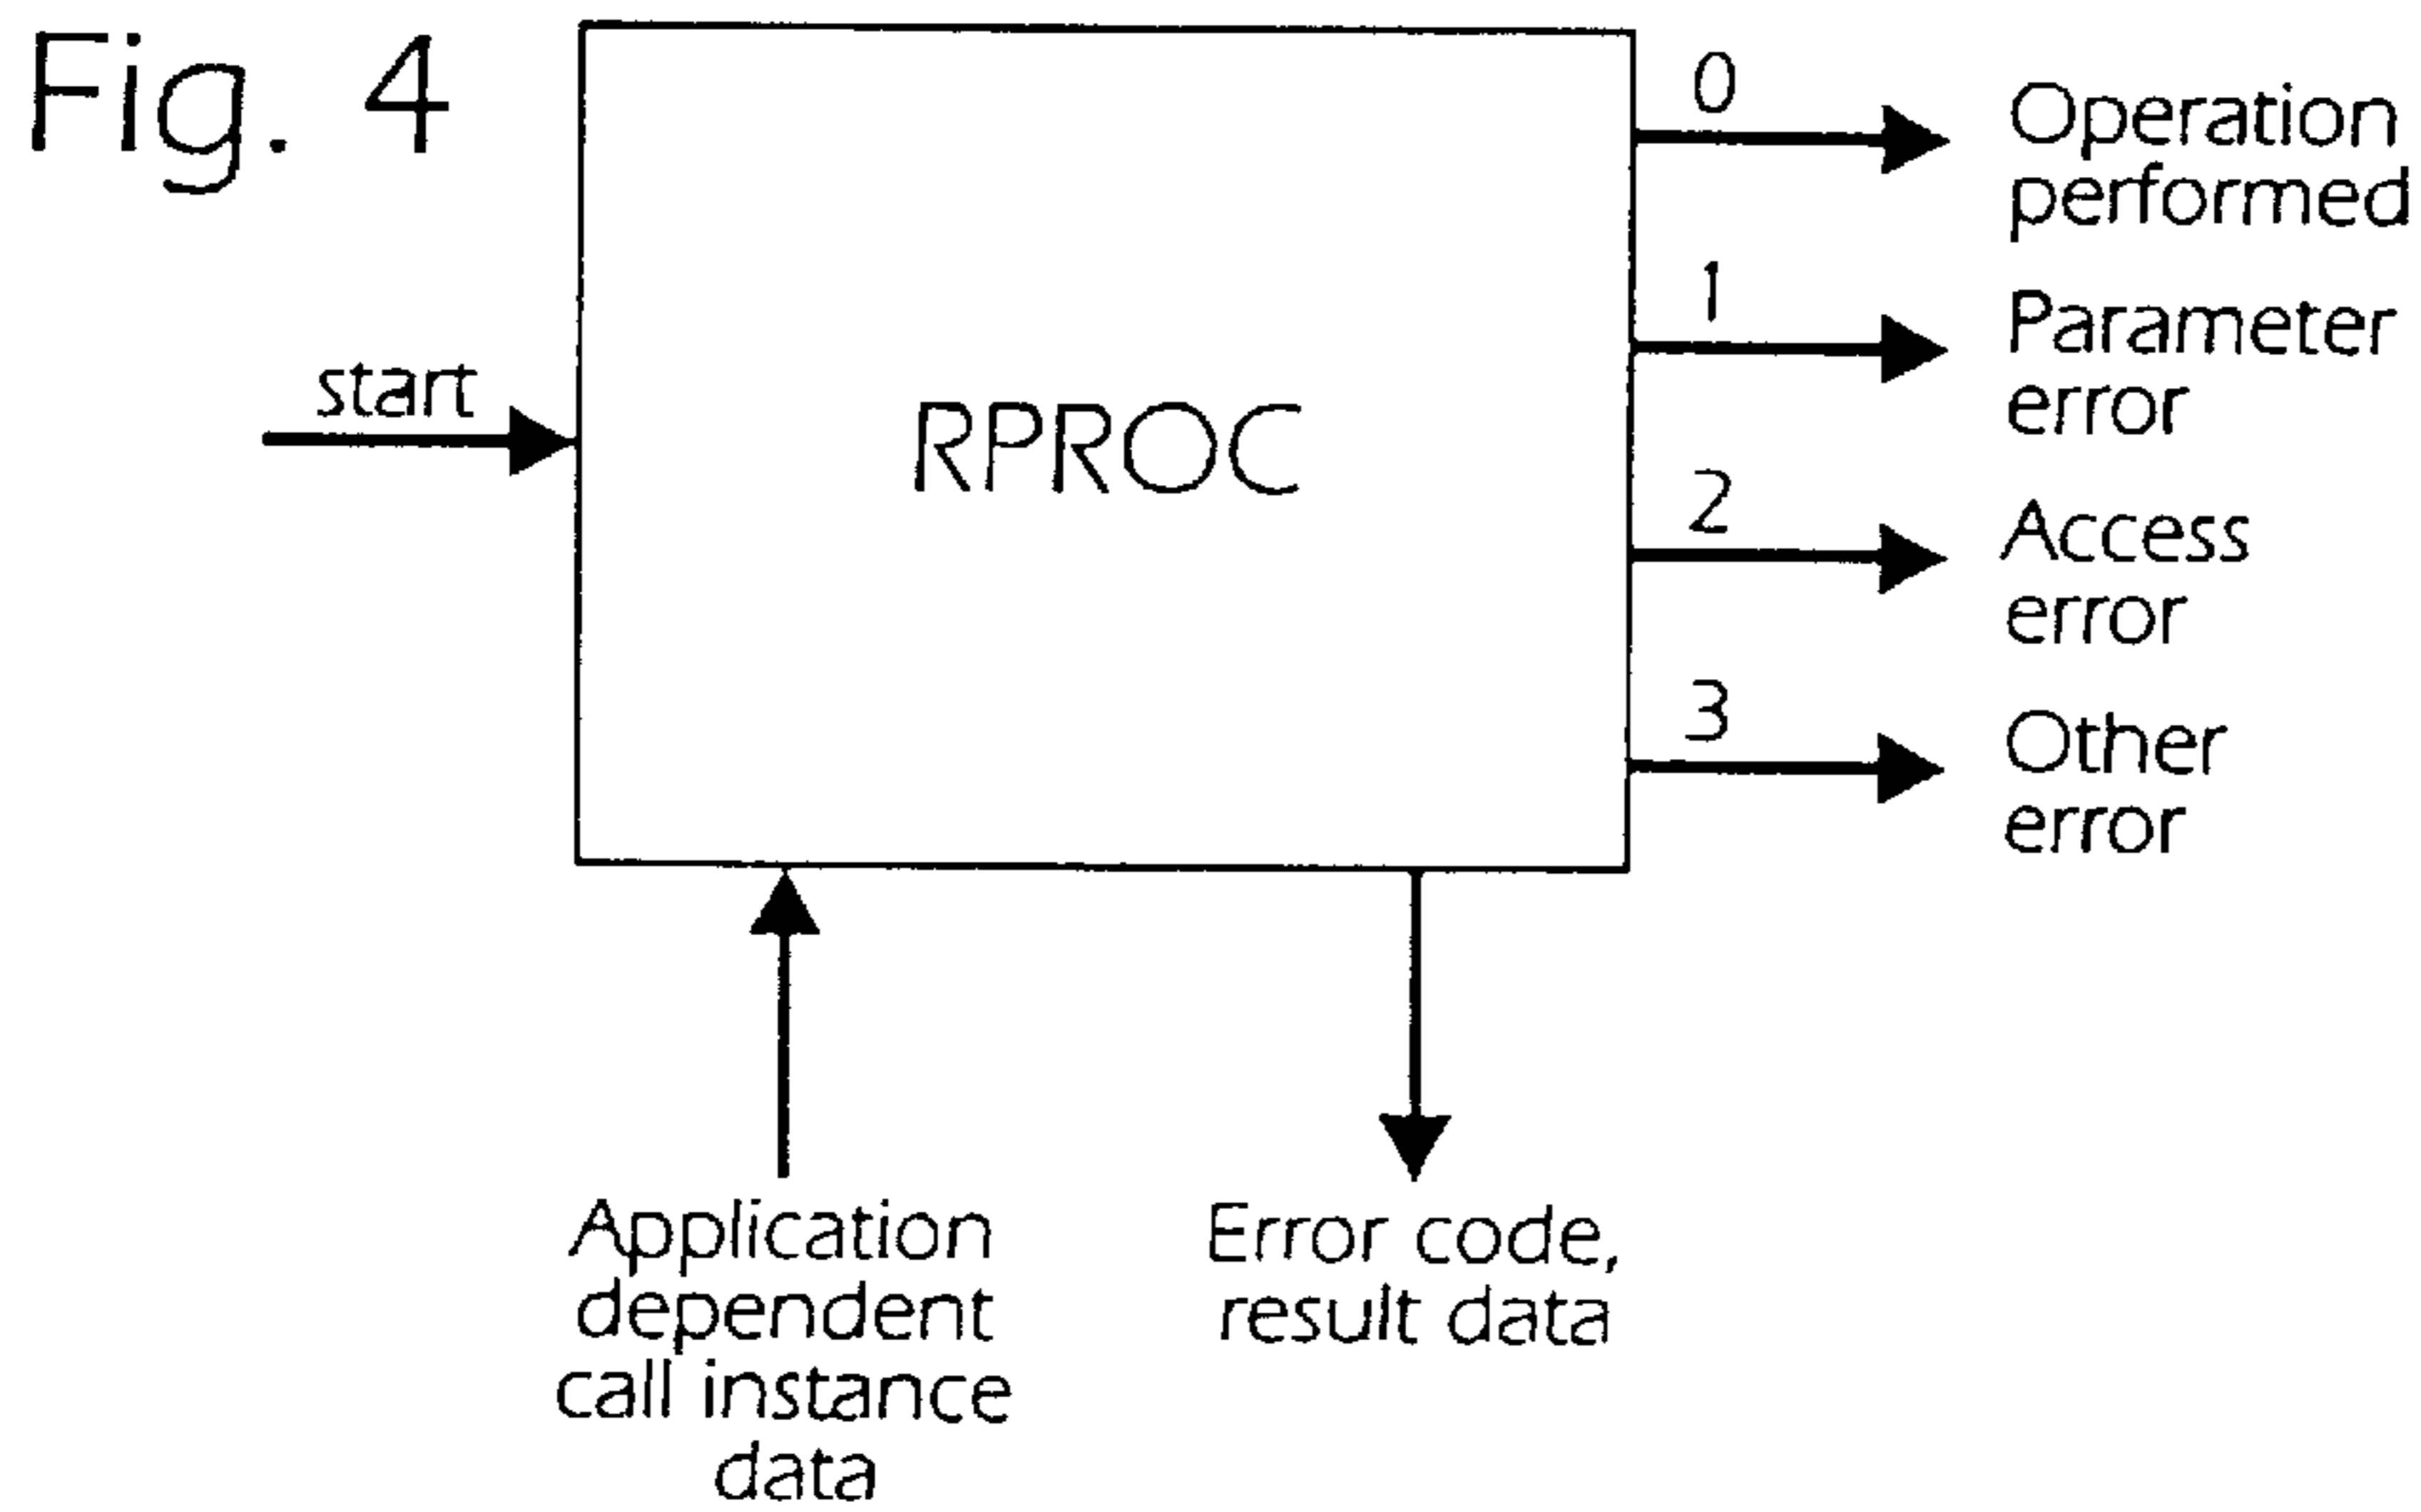 Fig. 4
0
Operation
performed
1
Parameter
error
start
RPROC
2
Access
error
3
Other
error
Application
dependent
call instance
data
Error code,
result data